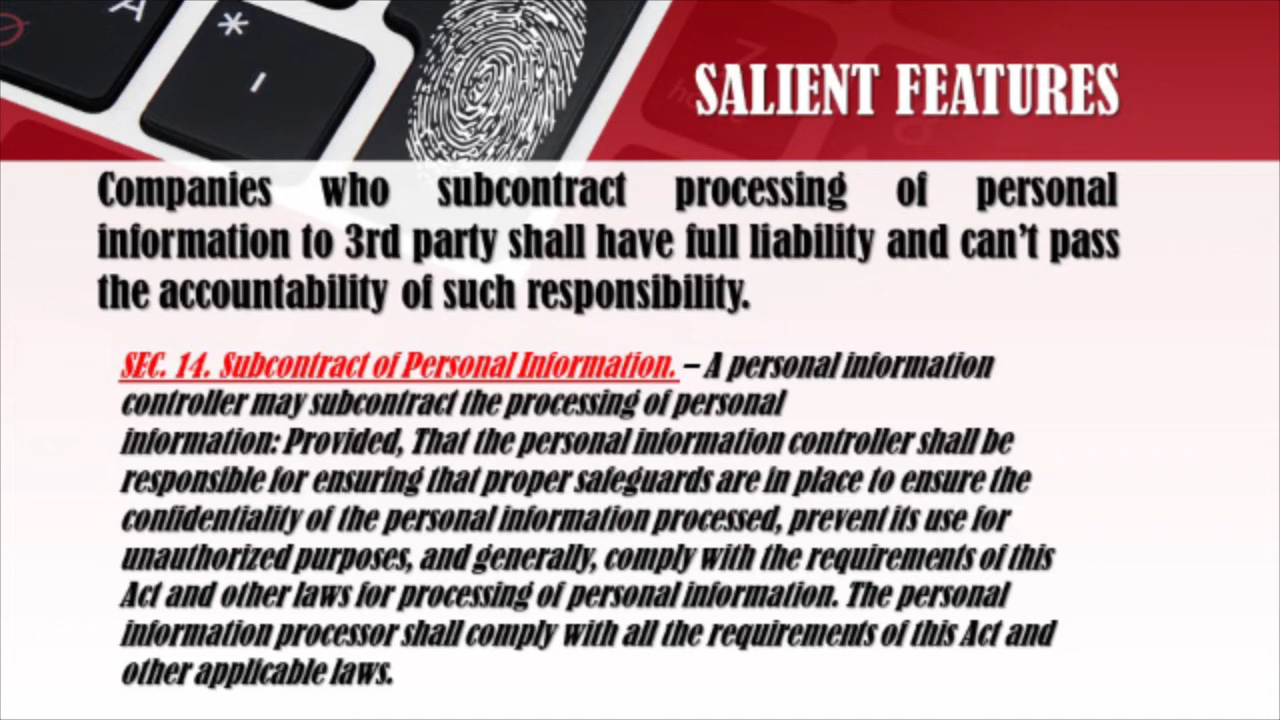 SALIENT FEATURES
Companies who subcontract processing of personal
information to 3rd party shall have full liability and can't pass
the accountability of such responsibility.
SEC. 14. Subcontract of Personal Information. – A personal information
controller may subcontract the processing of personal
information: Provided, That the personal information controller shall be
responsible for ensuring that proper safeguards are in place to ensure the
confidentiality of the personal information processed, prevent its use for
unauthorized purposes, and generally, comply with the requirements of this
Act and other laws for processing of personal information. The personal
information processor shall comply with all the requirements of this Act and
other applicable laws.